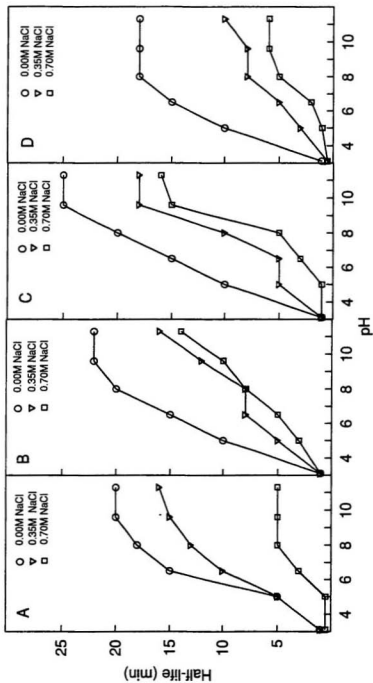 Half-life (min)
25
20
15
10
5
A
○ 0.00M NaCl
▽ 0.35M NaCl
□ 0.70M NaCl
4
6
8
10
B
○ 0.00M NaCl
▽ 0.35M NaCl
□ 0.70M NaCl
4
6
8
10
C
○ 0.00M NaCl
▽ 0.35M NaCl
□ 0.70M NaCl
4
6
8
10
D
○ 0.00M NaCl
▽ 0.35M NaCl
□ 0.70M NaCl
4
6
8
10
pH